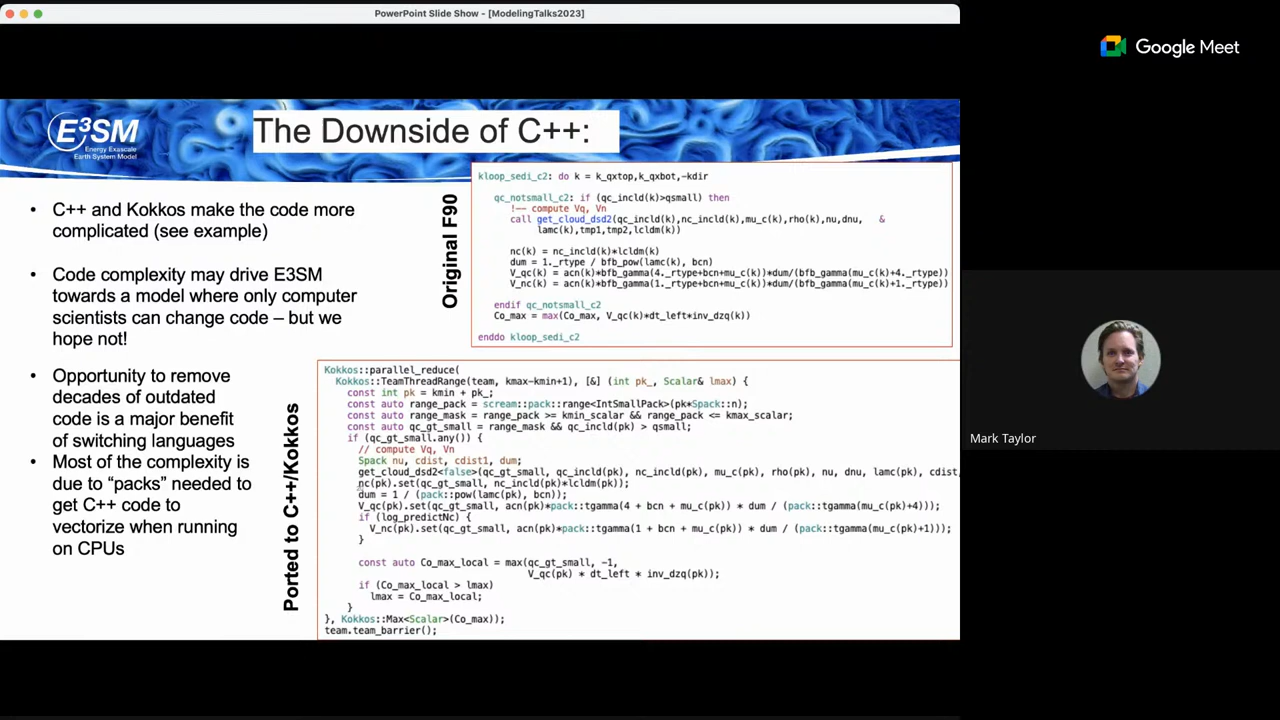 PowerPoint Slide Show - [ModelingTalks2023]
Google Meet
E³SM
Energy Exascale
Earth System Model
The Downside of C++:
• C++ and Kokkos make the code more
complicated (see example)
• Code complexity may drive E3SM
towards a model where only computer
scientists can change code – but we
hope not!
• Opportunity to remove
decades of outdated
code is a major benefit
of switching languages
• Most of the complexity is
due to “packs” needed to
get C++ code to
vectorize when running
on CPUs
Original F90
kloop_sedi_c2: do k = k_qxtop,k_qxbot,-kdir
qc_notsmall_c2: if (qc_incld(k)>qsmall) then
!-- compute Vq, Vn
call get_cloud_dsd2(qc_incld(k),nc_incld(k),mu_c(k),rho(k),nu,dnu, &
lamc(k),tmp1,tmp2,lcldm(k))
nc(k) = nc_incld(k)*lcldm(k)
dum = 1._rtype / bfb_pow(lamc(k), bcn)
V_qc(k) = acn(k)*bfb_gamma(4._rtype+bcn+mu_c(k))*dum/(bfb_gamma(mu_c(k)+4._rtype))
V_nc(k) = acn(k)*bfb_gamma(1._rtype+bcn+mu_c(k))*dum/(bfb_gamma(mu_c(k)+1._rtype))
endif qc_notsmall_c2
Co_max = max(Co_max, V_qc(k)*dt_left*inv_dzq(k))
enddo kloop_sedi_c2
Ported to C++/Kokkos
Kokkos::parallel_reduce(
Kokkos::TeamThreadRange(team, kmax-kmin+1), [&] (int pk_, Scalar& lmax) {
const int pk = kmin + pk_;
const auto range_pack = scream::pack::range<IntSmallPack>(pk*Spack::n);
const auto range_mask = range_pack >= kmin_scalar && range_pack <= kmax_scalar;
const auto qc_gt_small = range_mask && qc_incld(pk) > qsmall;
if (qc_gt_small.any()) {
// compute Vq, Vn
Spack nu, cdist, cdist1, dum;
get_cloud_dsd2<false>(qc_gt_small, qc_incld(pk), nc_incld(pk), mu_c(pk), rho(pk), nu, dnu, lamc(pk), cdist,
nc(pk).set(qc_gt_small, nc_incld(pk)*lcldm(pk));
dum = 1 / (pack::pow(lamc(pk), bcn));
V_qc(pk).set(qc_gt_small, acn(pk)*pack::tgamma(4 + bcn + mu_c(pk)) * dum / (pack::tgamma(mu_c(pk)+4)));
if (log_predictNc) {
V_nc(pk).set(qc_gt_small, acn(pk)*pack::tgamma(1 + bcn + mu_c(pk)) * dum / (pack::tgamma(mu_c(pk)+1)));
}
const auto Co_max_local = max(qc_gt_small, -1,
V_qc(pk) * dt_left * inv_dzq(pk));
if (Co_max_local > lmax)
lmax = Co_max_local;
}
}, Kokkos::Max<Scalar>(Co_max));
team.team_barrier();
Mark Taylor